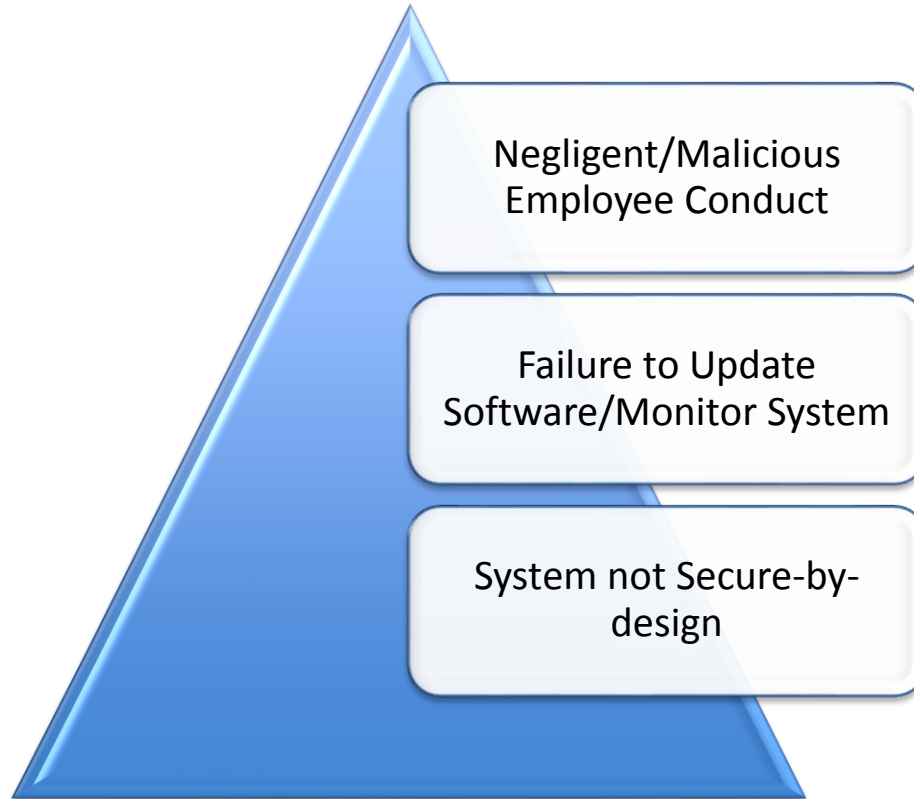 Negligent/Malicious
Employee Conduct
Failure to Update
Software/Monitor System
System not Secure-by-
design